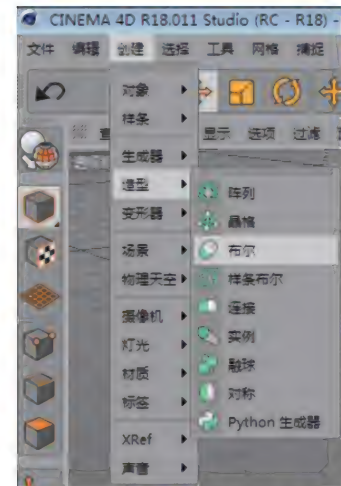 CINEMA 4D R18.011 Studio (RC - R18) -
文件 编辑 创建 选择 工具 网格 捕捉
对象
样条
显示 选项 过滤
生成器
造型
变形器
场景
物理天空
摄像机
灯光
材质
标签
XRef
声音
阵列
晶格
布尔
样条布尔
连接
实例
融球
对称
Python 生成器